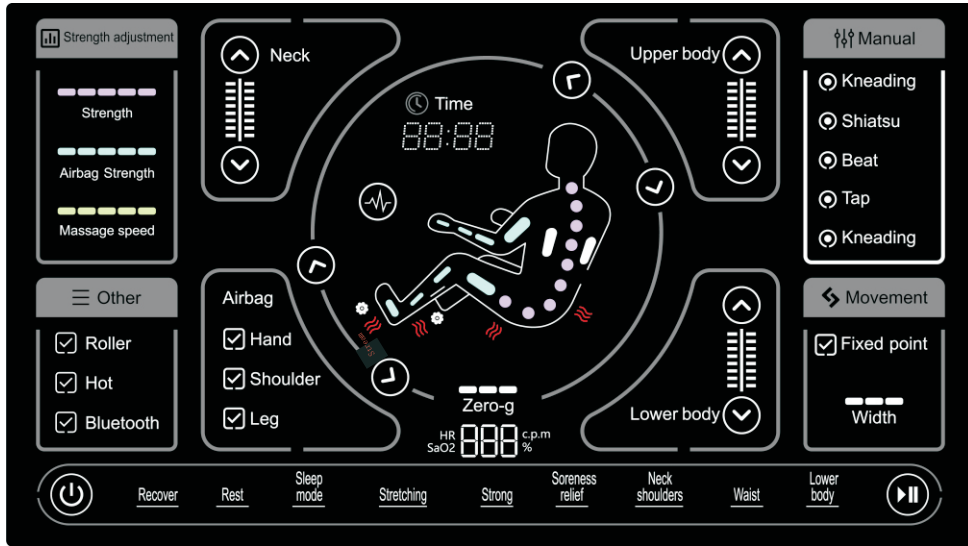 Strength adjustment
Strength
Airbag Strength
Massage speed
Neck
Time
88:88
Upper body
Manual
Kneading
Shiatsu
Beat
Tap
Kneading
Other
Roller
Hot
Bluetooth
Airbag
Hand
Shoulder
Leg
Zero-g
HR 888 c.p.m
SaO2 %
Lower body
Movement
Fixed point
Width
Recover
Rest
Sleep
mode
Stretching
Strong
Soreness
relief
Neck
shoulders
Waist
Lower
body